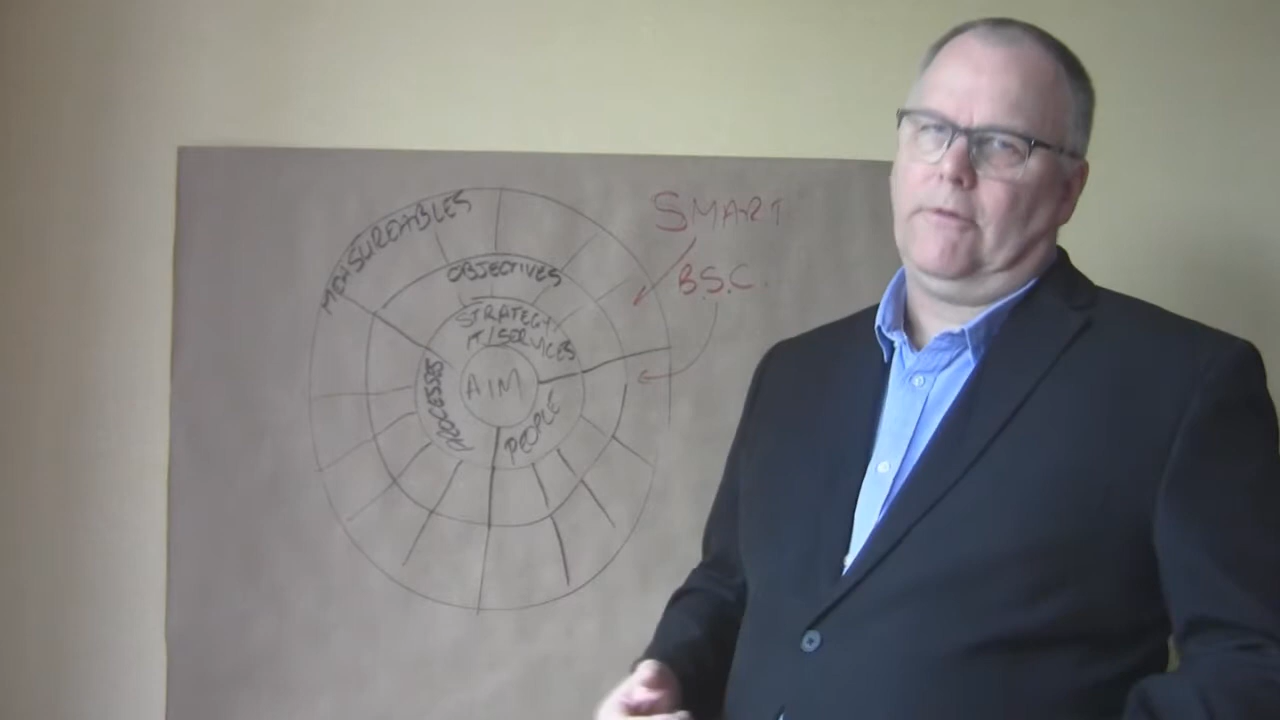 MEASUREABLES
SMART
OBJECTIVES
B.S.C.
STRATEGY
IT/SERVICES
AIM
PROCESSES
PEOPLE